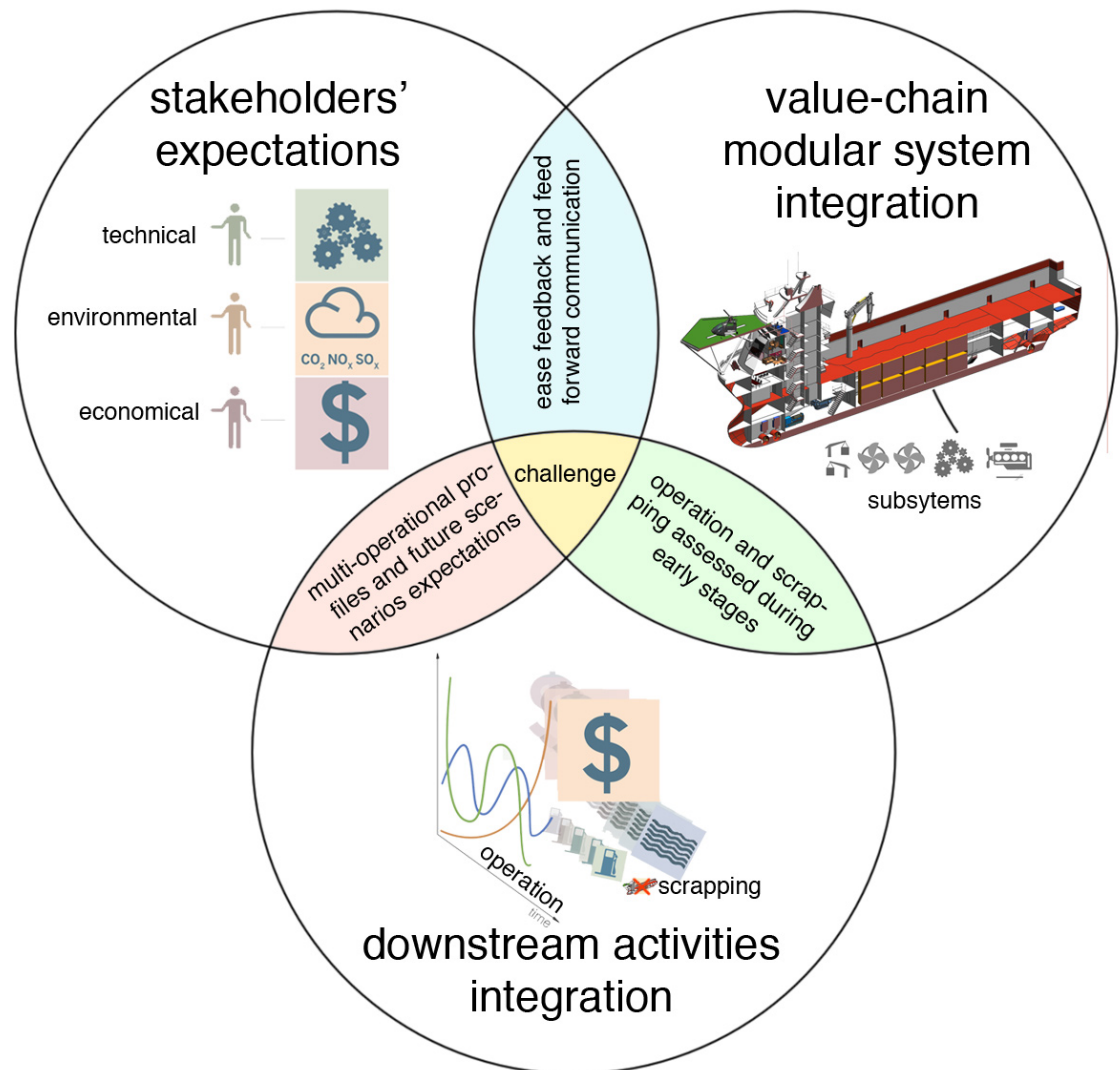 stakeholders'
expectations
technical
environmental
CO₂ NOₓ SOₓ
economical
value-chain
modular system
integration
subsytems
ease feedback and feed
forward communication
challenge
multi-operational pro-
files and future sce-
narios expectations
operation and scrap-
ping assessed during
early stages
operation
time
scrapping
downstream activities
integration